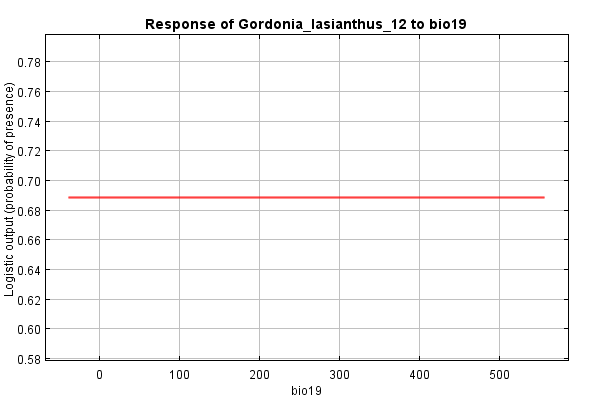 Response of Gordonia_lasianthus_12 to bio19
Logistic output (probability of presence)
0.78
0.76
0.74
0.72
0.70
0.68
0.66
0.64
0.62
0.60
0.58
0 100 200 300 400 500
bio19